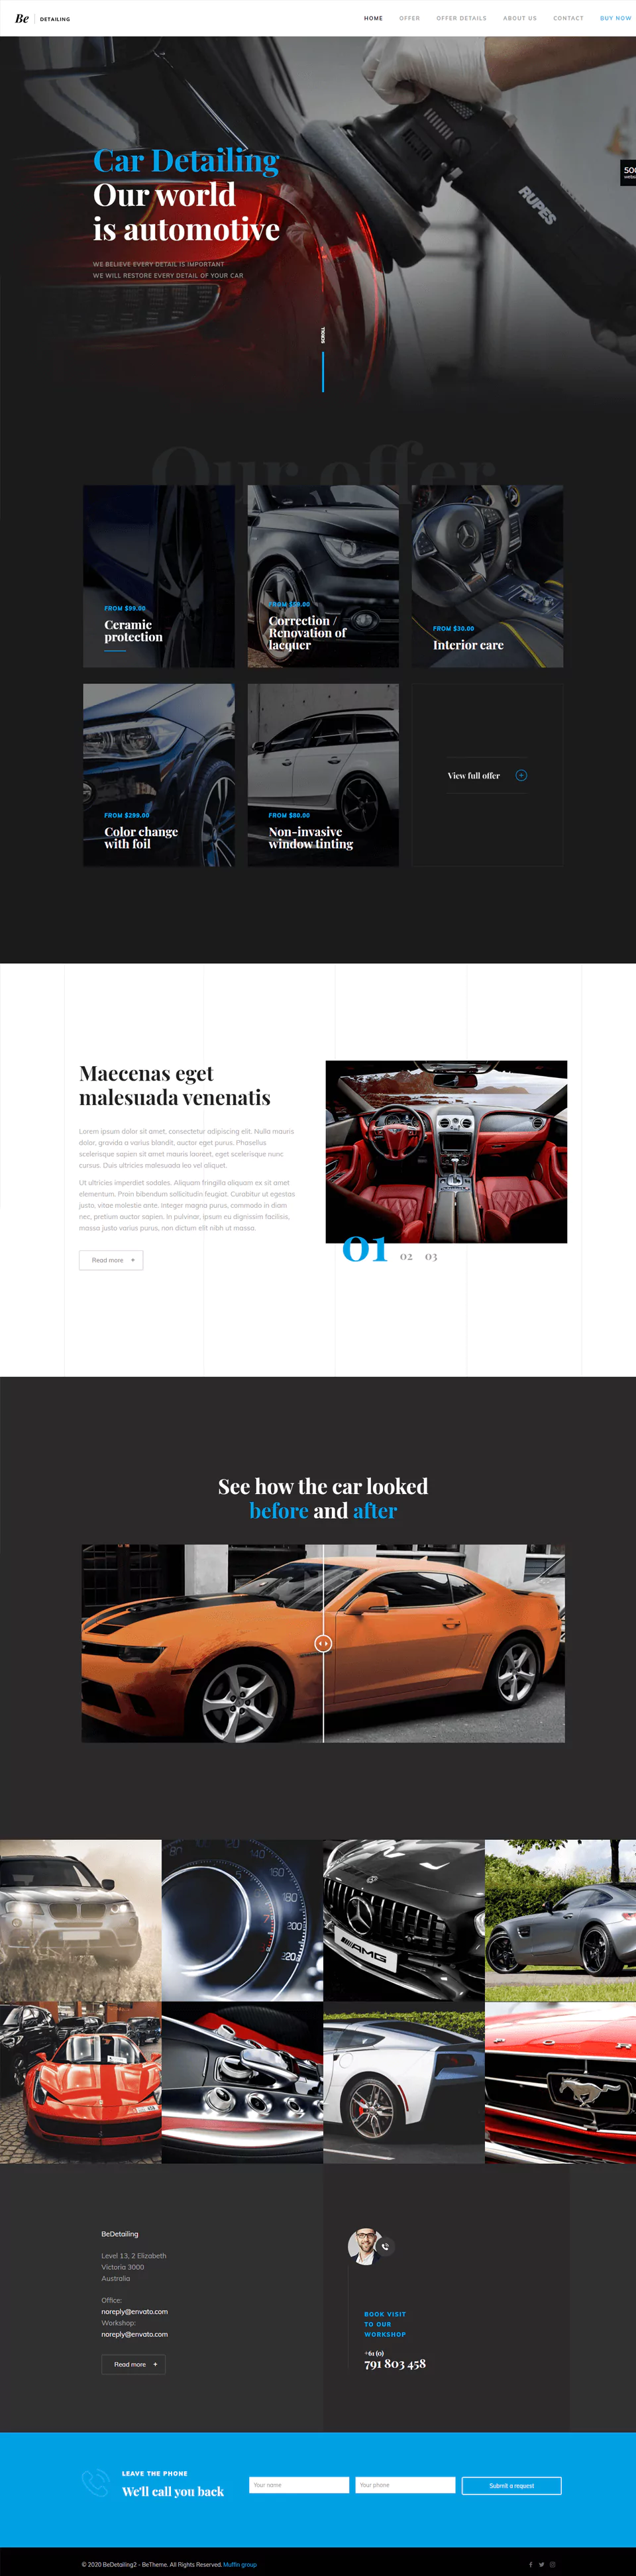 Be DETAILING
HOME OFFER OFFER DETAILS ABOUT US CONTACT BUY NOW
Car Detailing
Our world
is automotive
WE BELIEVE EVERY DETAIL IS IMPORTANT
WE WILL RESTORE EVERY DETAIL OF YOUR CAR
RUPES
Our offer
FROM $99.00
Ceramic
protection
FROM $50.00
Correction /
Renovation of
lacquer
FROM $30.00
Interior care
FROM $299.00
Color change
with foil
FROM $80.00
Non-invasive
window tinting
View full offer
Maecenas eget
malesuada venenatis
Lorem ipsum dolor sit amet, consectetur adipiscing elit. Nulla mauris
dolor, gravida a varius blandit, auctor eget purus. Phasellus
scelerisque sapien sit amet mauris laoreet, eget scelerisque nunc
cursus. Duis ultricies malesuada leo vel aliquet.
Ut ultricies imperdiet sodales. Aliquam fringilla aliquam ex sit amet
elementum. Proin bibendum sollicitudin feugiat. Curabitur ut egestas
justo, vitae molestie ante. Integer magna purus, commodo in diam
nec, pretium auctor sapien. In pulvinar, ipsum eu dignissim facilisis,
massa justo varius purus, non dictum elit nibh ut massa.
Read more +
01 02 03
See how the car looked
before and after
140
160
180
200
220
AMG
BeDetailing
Level 13, 2 Elizabeth
Victoria 3000
Australia
Office:
noreply@envato.com
Workshop:
noreply@envato.com
Read more +
BOOK VISIT
TO OUR
WORKSHOP
+61 (0)
791 803 458
LEAVE THE PHONE
We'll call you back
Your name
Your phone
Submit a request
© 2020 BeDetailing2 - BeTheme. All Rights Reserved. Muffin group